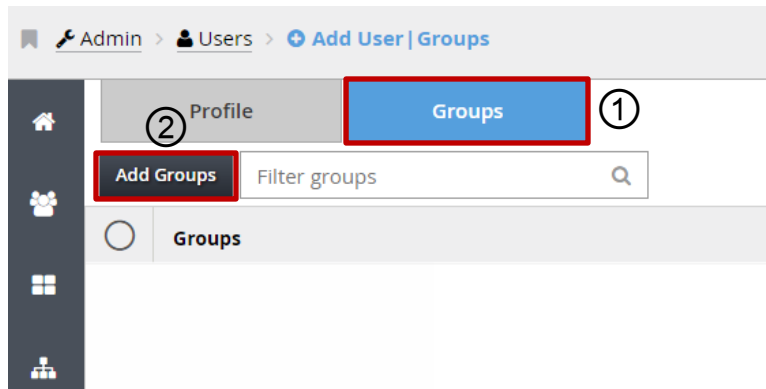 Admin > Users > Add User|Groups
Profile Groups ①
②
Add Groups Filter groups
Groups